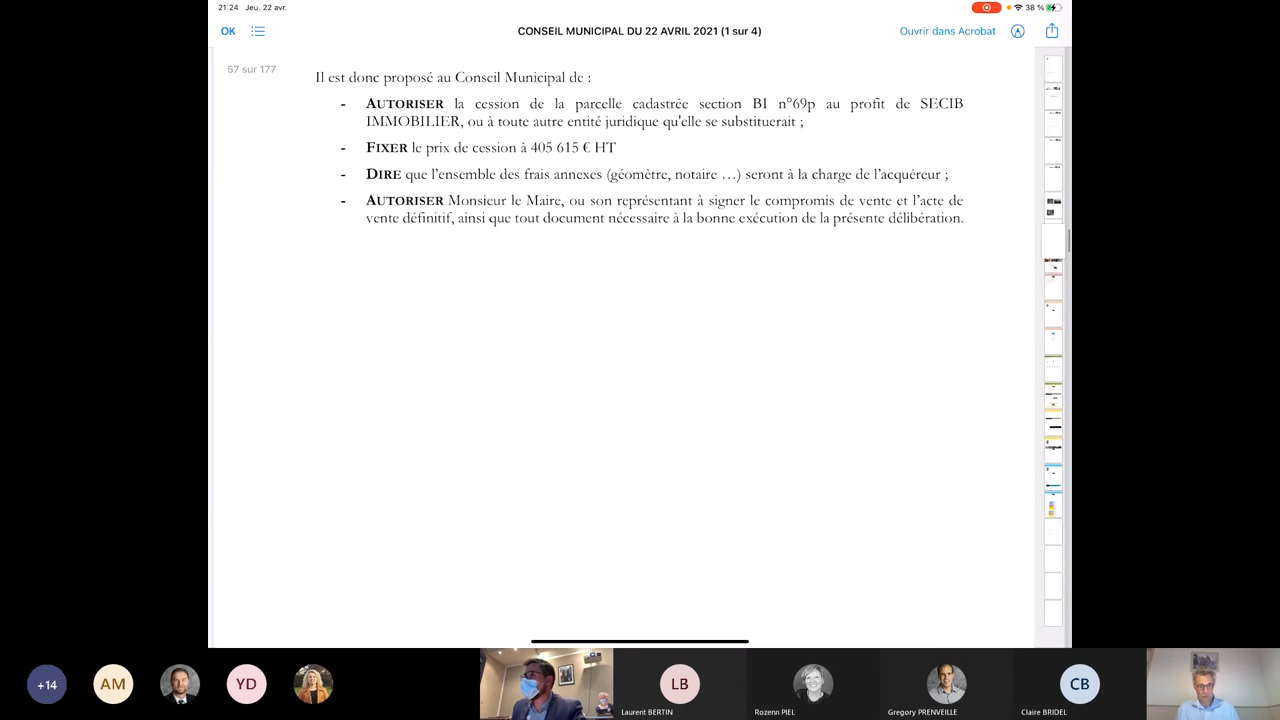 21:24 Jeu. 22 avr.
38 %
OK
CONSEIL MUNICIPAL DU 22 AVRIL 2021 (1 sur 4)
Ouvrir dans Acrobat
57 sur 177
Il est donc proposé au Conseil Municipal de :
- AUTORISER la cession de la parcelle cadastrée section BI n°69p au profit de SECIB
IMMOBILIER, ou à toute autre entité juridique qu'elle se substituerait ;
- FIXER le prix de cession à 405 615 € HT
- DIRE que l'ensemble des frais annexes (géomètre, notaire …) seront à la charge de l'acquéreur ;
- AUTORISER Monsieur le Maire, ou son représentant à signer le compromis de vente et l'acte de
vente définitif, ainsi que tout document nécessaire à la bonne exécution de la présente délibération.
+14
AM
YD
LB
CB
Laurent BERTIN
Rozenn PIEL
Gregory PRENVEILLE
Claire BRIDEL